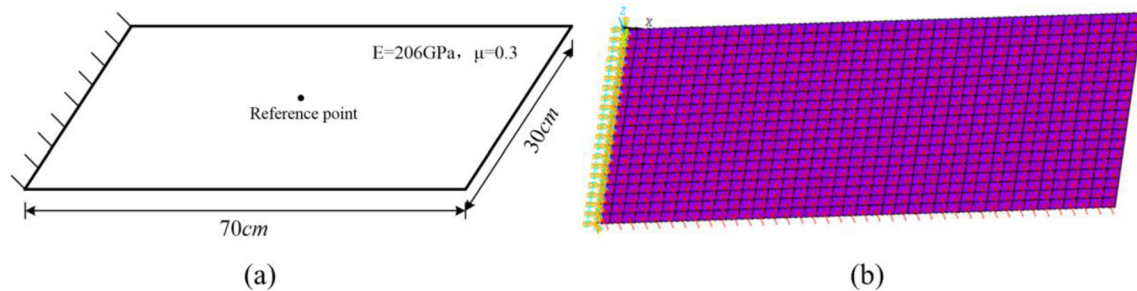 E=206GPa，μ=0.3
Reference point
30cm
70cm
(a)
Z
X
(b)